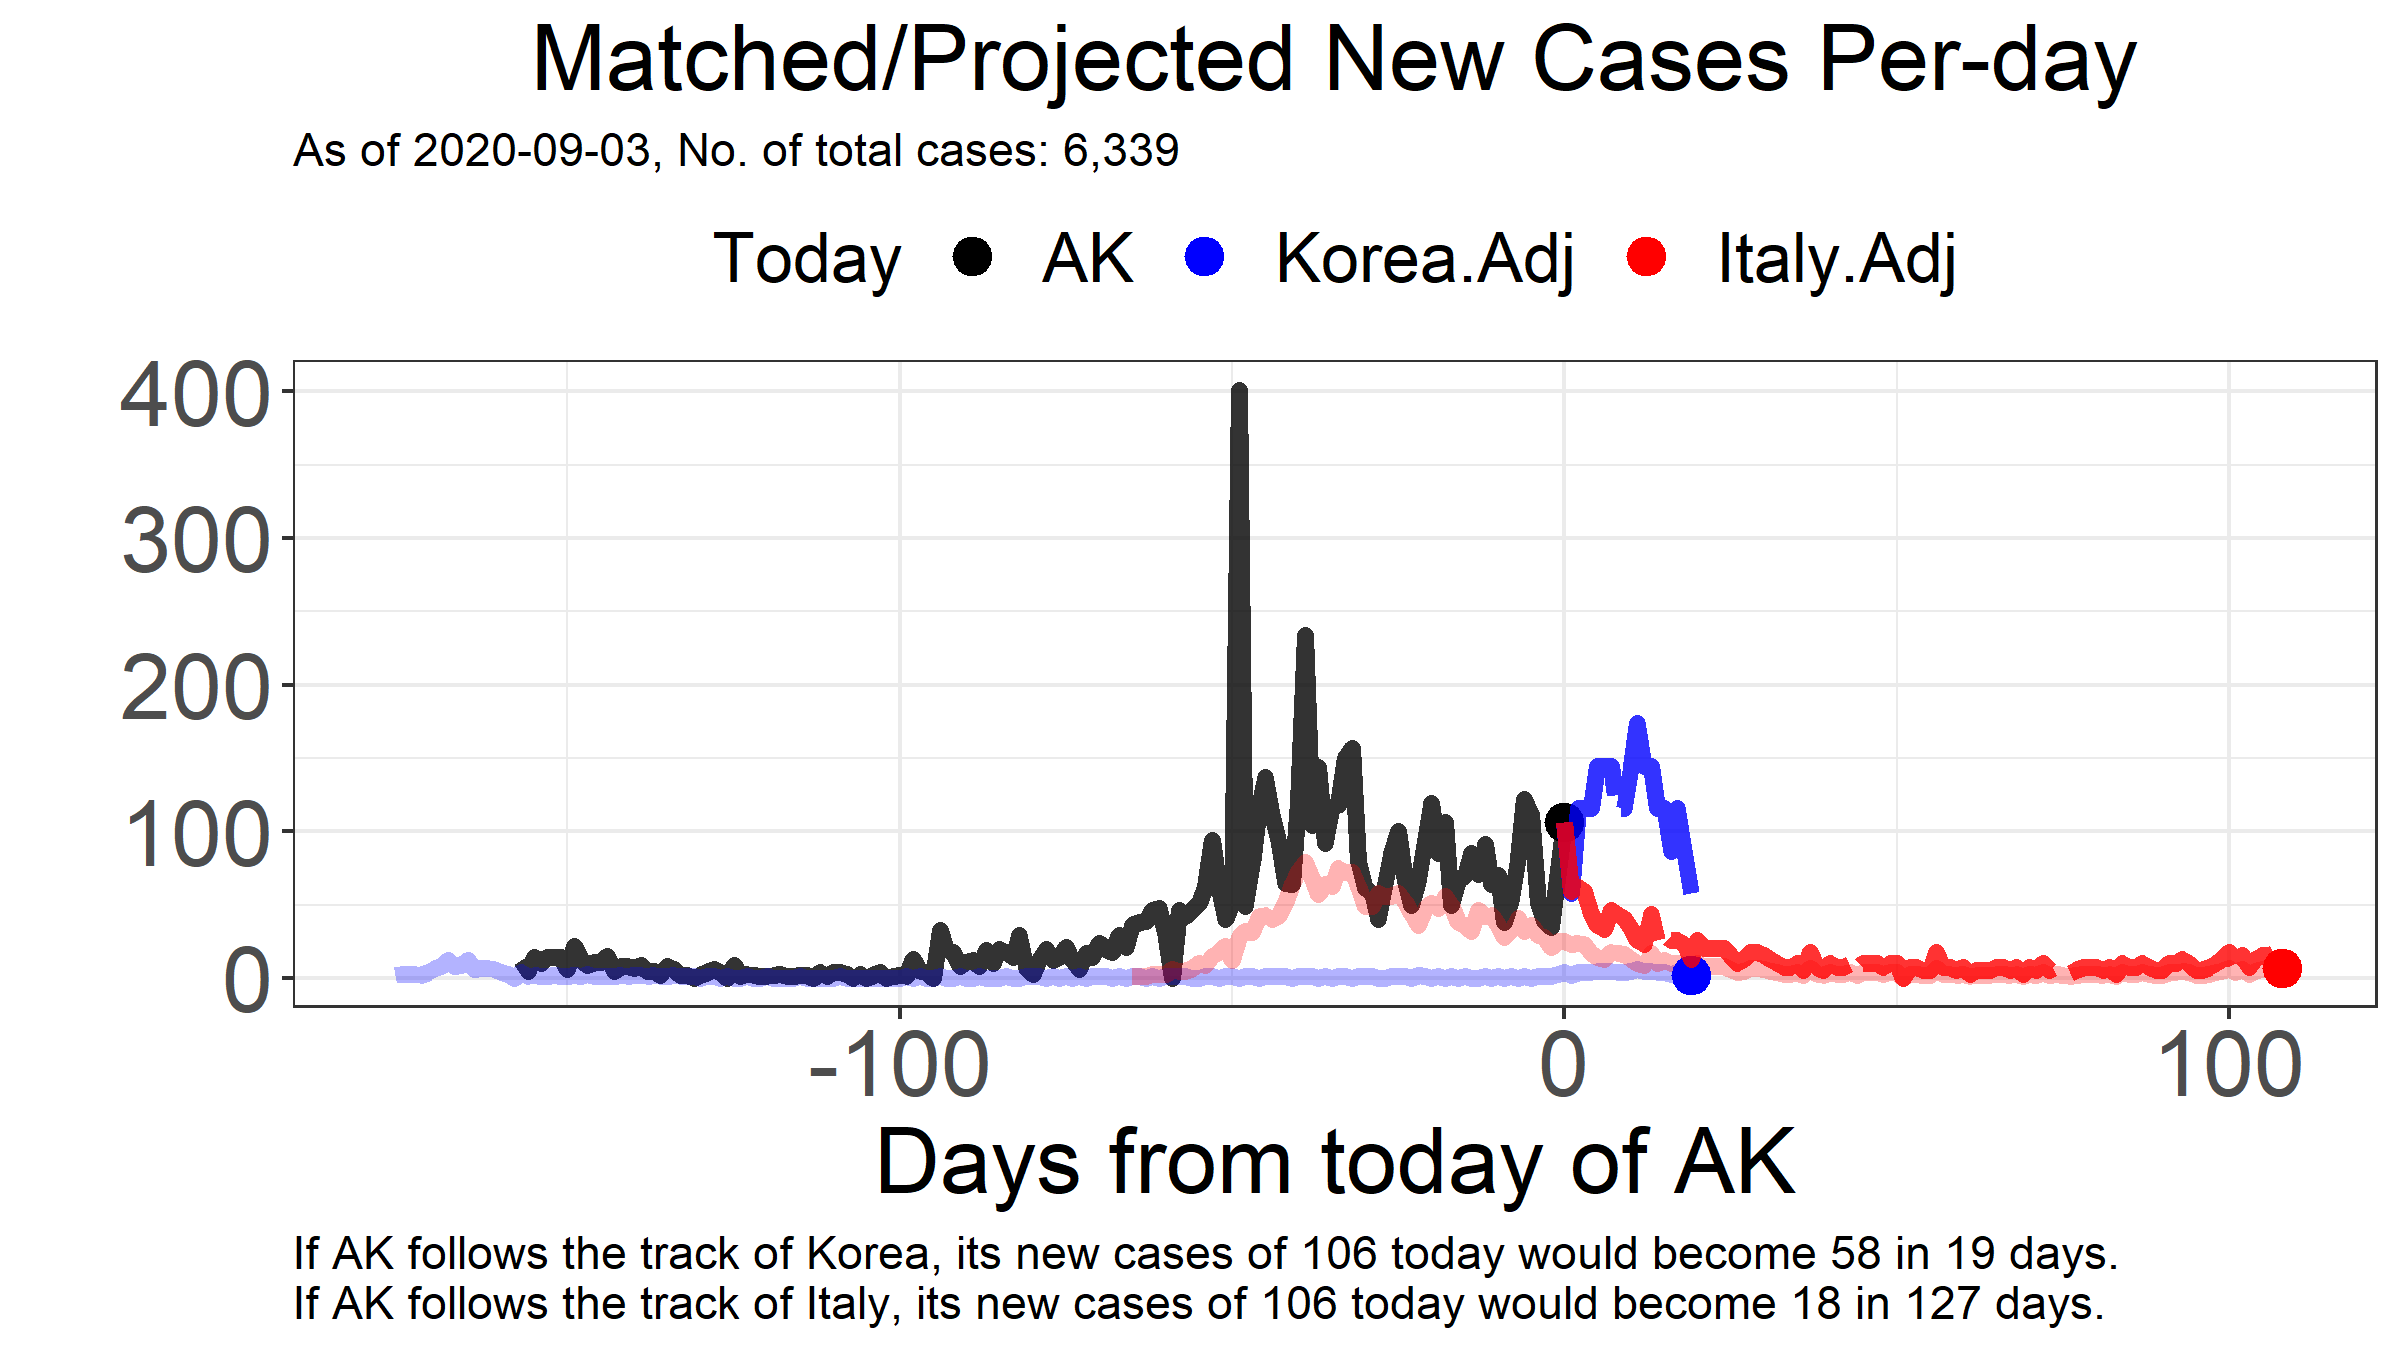 Matched/Projected New Cases Per-day
As of 2020-09-03, No. of total cases: 6,339
Today AK Korea.Adj Italy.Adj
400
300
200
100
0
-100 0 100
Days from today of AK
If AK follows the track of Korea, its new cases of 106 today would become 58 in 19 days.
If AK follows the track of Italy, its new cases of 106 today would become 18 in 127 days.